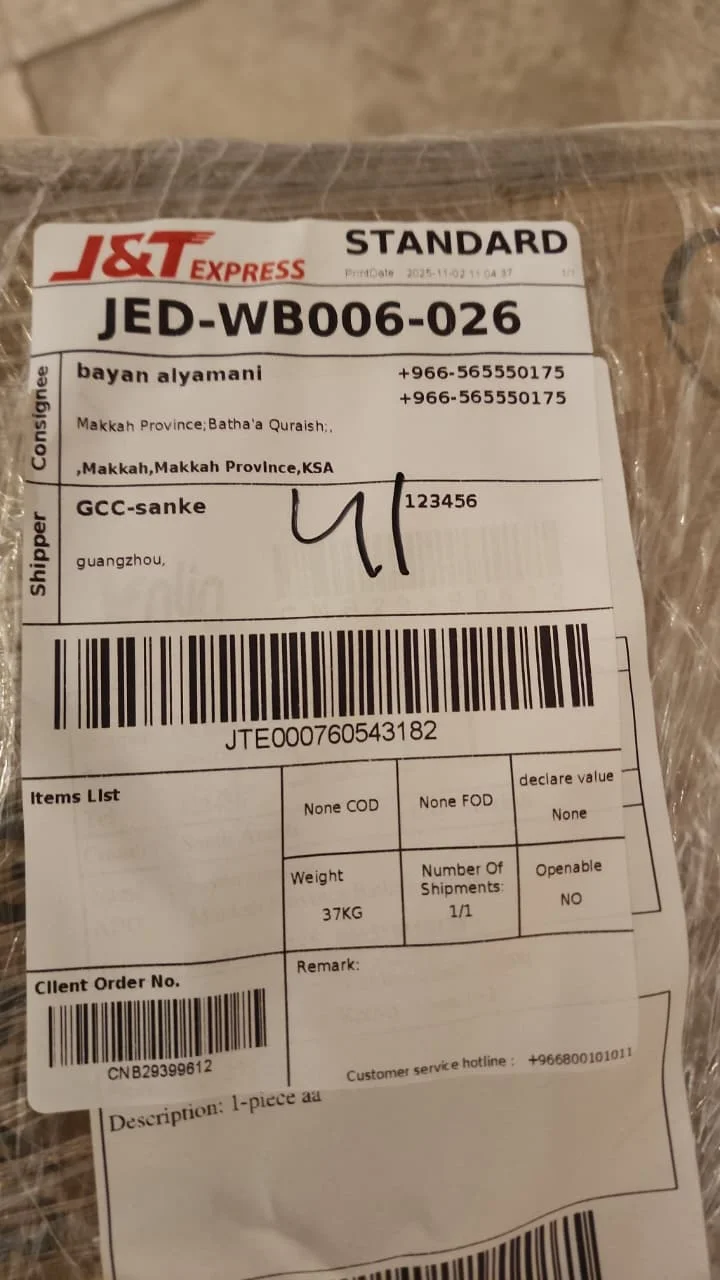 J&T EXPRESS
STANDARD
PrintDate 2025-11-02 11:04:37 1/1
JED-WB006-026
Consignee
bayan alyamani +966-565550175
+966-565550175
Makkah Province;Batha'a Quraish;,
,Makkah,Makkah Province,KSA
Shipper
GCC-sanke 123456
guangzhou,
JTE000760543182
Items List
None COD
None FOD
declare value
None
Weight
37KG
Number Of
Shipments:
1/1
Openable
NO
Client Order No.
CNB29399612
Remark:
Customer service hotline : +966800101011
Description: 1-piece aa